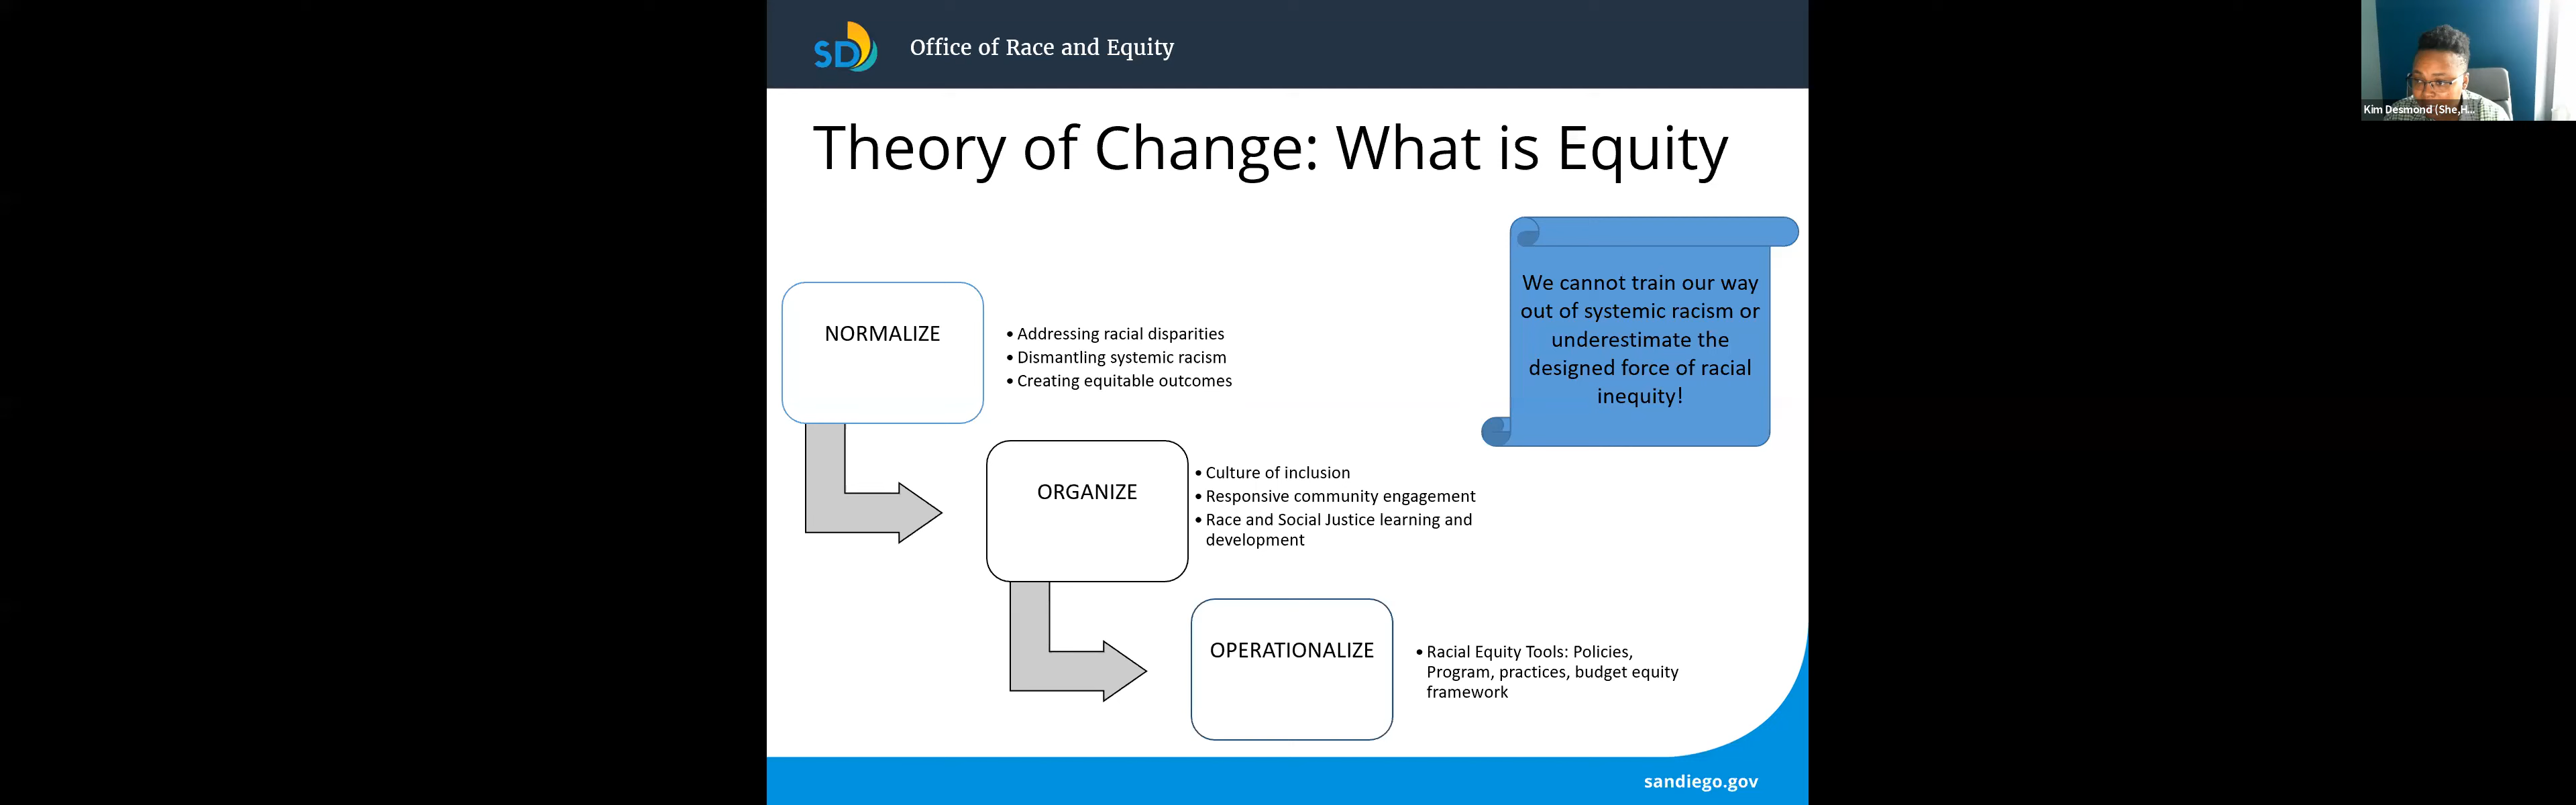 SD
Office of Race and Equity
Kim Desmond (She,H...
Theory of Change: What is Equity
We cannot train our way
out of systemic racism or
underestimate the
designed force of racial
inequity!
NORMALIZE
• Addressing racial disparities
• Dismantling systemic racism
• Creating equitable outcomes
ORGANIZE
• Culture of inclusion
• Responsive community engagement
• Race and Social Justice learning and
development
OPERATIONALIZE
• Racial Equity Tools: Policies,
Program, practices, budget equity
framework
sandiego.gov